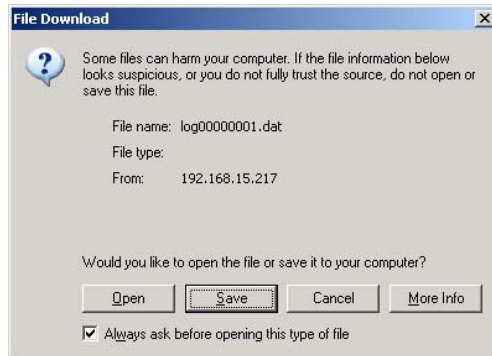 File Download
Some files can harm your computer. If the file information below
looks suspicious, or you do not fully trust the source, do not open or
save this file.
File name: log00000001.dat
File type:
From: 192.168.15.217
Would you like to open the file or save it to your computer?
Open Save Cancel More Info
Always ask before opening this type of file